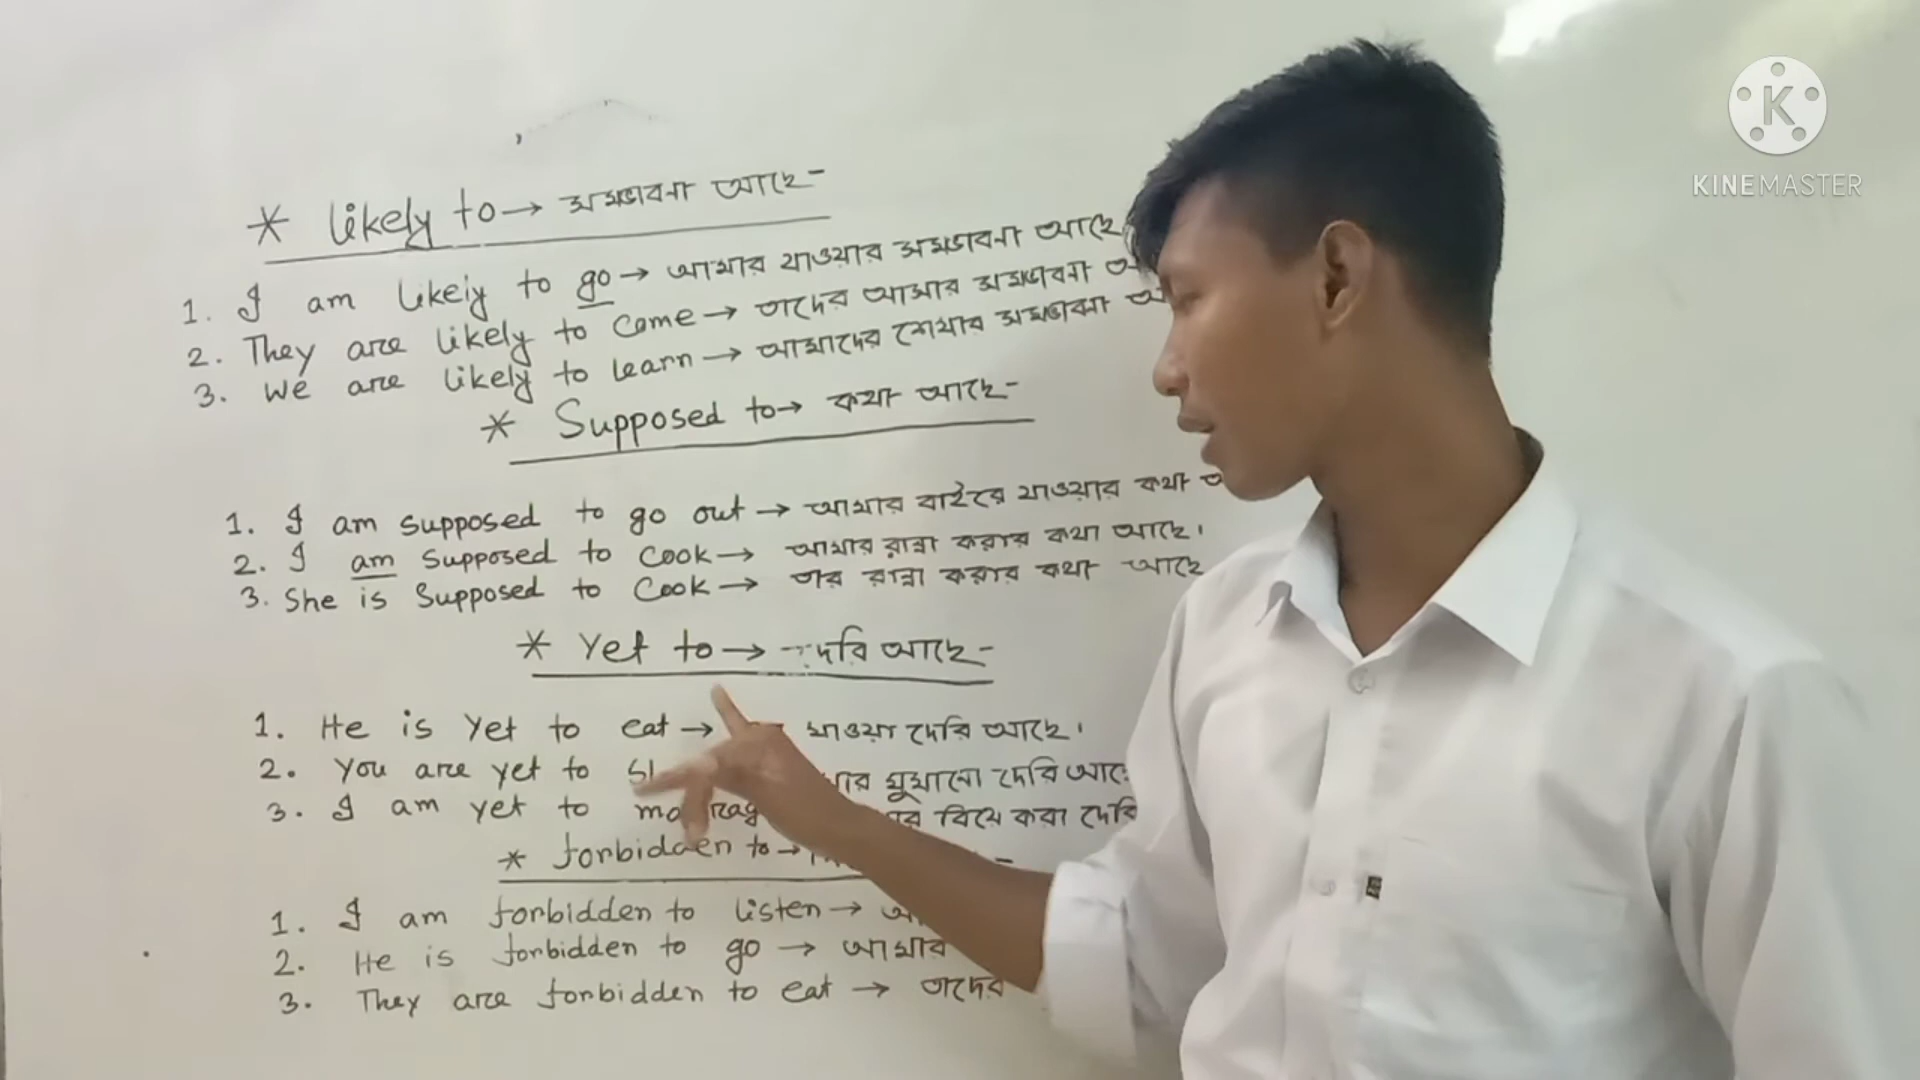 * Likely to → সম্ভাবনা আছে-
1. I am likely to go → আমার যাওয়ার সম্ভাবনা আছে
2. They are likely to come → তাদের আসার সম্ভাবনা
3. We are likely to learn → আমাদের শেখার সম্ভাবনা
* Supposed to → কথা আছে-
1. I am supposed to go out → আমার বাইরে যাওয়ার কথা
2. I am supposed to cook → আমার রান্না করার কথা আছে।
3. She is supposed to cook → তার রান্না করার কথা আছে
* Yet to → দেরি আছে-
1. He is yet to eat → খাওয়া দেরি আছে।
2. You are yet to ঘুমানো দেরি
3. I am yet to বিয়ে করা দেরি
* forbidden to →
1. I am forbidden to listen →
2. He is forbidden to go → আমার
3. They are forbidden to eat → তাদের
KINEMASTER